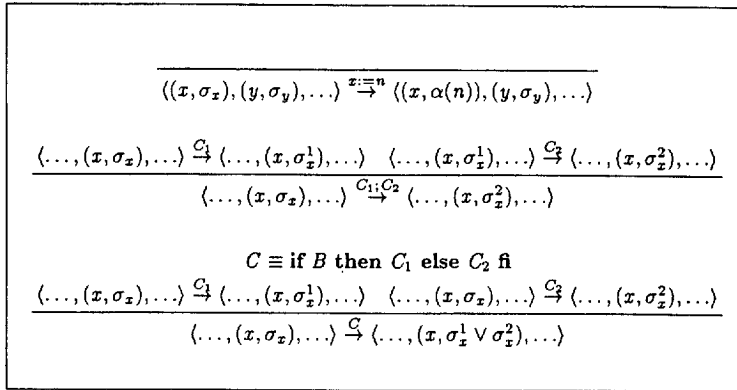 ⟨(x, σ_x), (y, σ_y), …⟩ →^{x:=n} ⟨(x, α(n)), (y, σ_y), …⟩
⟨…, (x, σ_x), …⟩ →^{C_1} ⟨…, (x, σ_x^1), …⟩ ⟨…, (x, σ_x^1), …⟩ →^{C_2} ⟨…, (x, σ_x^2), …⟩
⟨…, (x, σ_x), …⟩ →^{C_1;C_2} ⟨…, (x, σ_x^2), …⟩
C ≡ if B then C_1 else C_2 fi
⟨…, (x, σ_x), …⟩ →^{C_1} ⟨…, (x, σ_x^1), …⟩ ⟨…, (x, σ_x), …⟩ →^{C_2} ⟨…, (x, σ_x^2), …⟩
⟨…, (x, σ_x), …⟩ →^{C} ⟨…, (x, σ_x^1 ∨ σ_x^2), …⟩